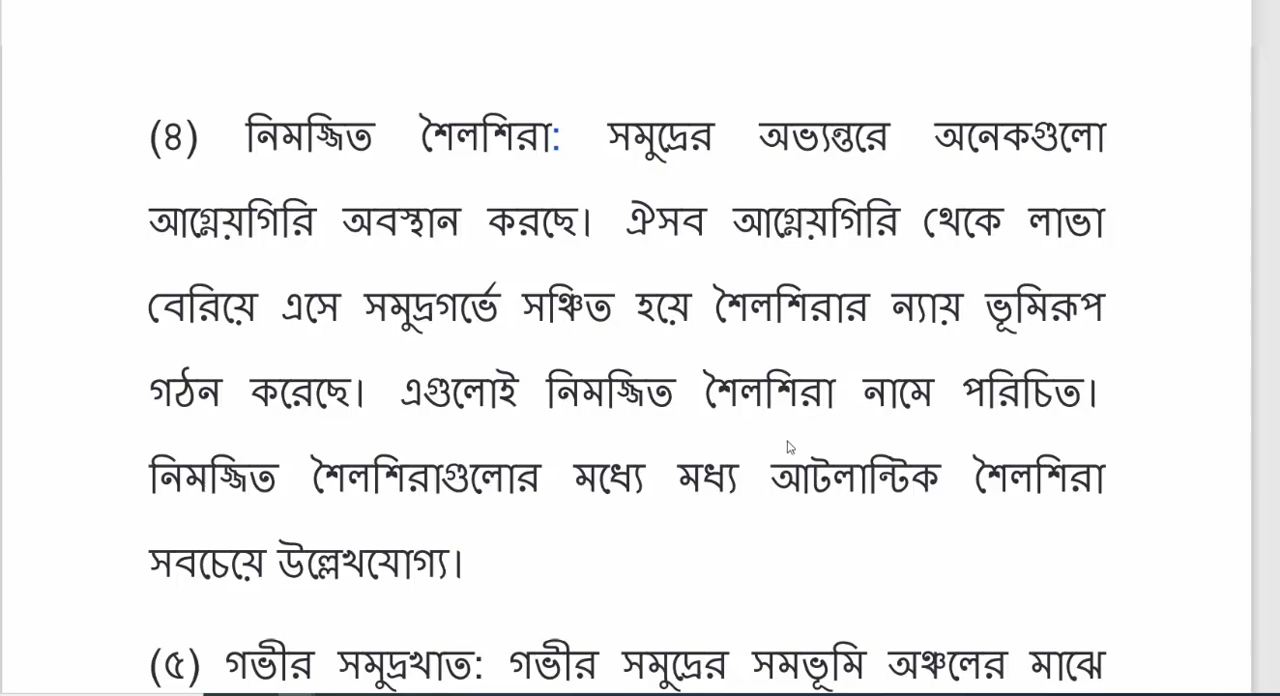 (৪) নিমজ্জিত শৈলশিরা: সমুদ্রের অভ্যন্তরে অনেকগুলো
আগ্নেয়গিরি অবস্থান করছে। ঐসব আগ্নেয়গিরি থেকে লাভা
বেরিয়ে এসে সমুদ্রগর্ভে সঞ্চিত হয়ে শৈলশিরার ন্যায় ভূমিরূপ
গঠন করেছে। এগুলোই নিমজ্জিত শৈলশিরা নামে পরিচিত।
নিমজ্জিত শৈলশিরাগুলোর মধ্যে মধ্য আটলান্টিক শৈলশিরা
সবচেয়ে উল্লেখযোগ্য।
(৫) গভীর সমুদ্রখাত: গভীর সমুদ্রের সমভূমি অঞ্চলের মাঝে